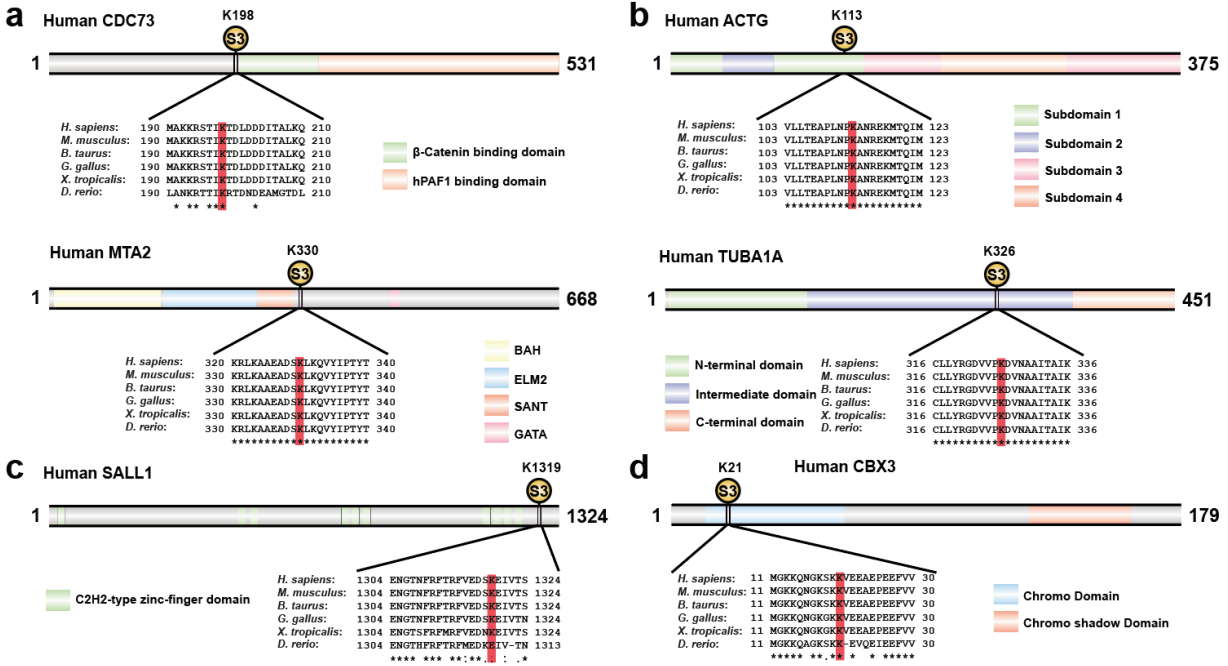 a
Human CDC73
K198
S3
1
531
H. sapiens: 190 MAKKRSTIKTDLDDDITALKQ 210
M. musculus: 190 MAKKRSTIKTDLDDDITALKQ 210
B. taurus: 190 MAKKRSTIKTDLDDDITALKQ 210
G. gallus: 190 MAKKRSTIKTDLDDDITALKQ 210
X. tropicalis: 190 MAKKRSTIKTDLDDDITALKQ 210
D. rerio: 190 LANKRTTIKRTDNDEAMGTDL 210
* ** *** *
β-Catenin binding domain
hPAF1 binding domain
Human MTA2
K330
S3
1
668
H. sapiens: 320 KRLKAAEADSKLKQVYIPTYT 340
M. musculus: 330 KRLKAAEADSKLKQVYIPTYT 340
B. taurus: 330 KRLKAAEADSKLKQVYIPTYT 340
G. gallus: 330 KRLKAAEADSKLKQVYIPTYT 340
X. tropicalis: 330 KRLKAAEADSKLKQVYIPTYT 340
D. rerio: 330 KRLKAAEADSKLKQVYIPTYT 340
*********************
BAH
ELM2
SANT
GATA
b
Human ACTG
K113
S3
1
375
H. sapiens: 103 VLLTEAPLNPKANREKMTQIM 123
M. musculus: 103 VLLTEAPLNPKANREKMTQIM 123
B. taurus: 103 VLLTEAPLNPKANREKMTQIM 123
G. gallus: 103 VLLTEAPLNPKANREKMTQIM 123
X. tropicalis: 103 VLLTEAPLNPKANREKMTQIM 123
D. rerio: 103 VLLTEAPLNPKANREKMTQIM 123
*********************
Subdomain 1
Subdomain 2
Subdomain 3
Subdomain 4
Human TUBA1A
K326
S3
1
451
N-terminal domain
Intermediate domain
C-terminal domain
H. sapiens: 316 CLLYRGDVVPKDVNAAITAIK 336
M. musculus: 316 CLLYRGDVVPKDVNAAITAIK 336
B. taurus: 316 CLLYRGDVVPKDVNAAITAIK 336
G. gallus: 316 CLLYRGDVVPKDVNAAITAIK 336
X. tropicalis: 316 CLLYRGDVVPKDVNAAITAIK 336
D. rerio: 316 CLLYRGDVVPKDVNAAITAIK 336
*********************
c
Human SALL1
K1319
S3
1
1324
C2H2-type zinc-finger domain
H. sapiens: 1304 ENGTNFRFTRFVEDSKEIVTS 1324
M. musculus: 1304 ENGTNFRFTRFVEDSKEIVTS 1324
B. taurus: 1304 ENGTNFRFTRFVEDSKEIVTS 1324
G. gallus: 1304 ENGTNFRFTRFVEDSKEIVTS 1324
X. tropicalis: 1304 ENGTSFRFMRFVEDNKEIVTS 1324
D. rerio: 1304 ENGSTFRFTRFMEDKEIV-TN 1313
**** *** **:**.: : .*
d
Human CBX3
K21
S3
1
179
H. sapiens: 11 MGKKQNGKSKKVEEAEPEEFVV 30
M. musculus: 11 MGKKQNGKSKKVEEAEPEEFVV 30
B. taurus: 11 MGKKQNGKSKKVEEAEPEEFVV 30
G. gallus: 11 MGKKQNGKSKKVEEAEPEEFVV 30
X. tropicalis: 11 MGKKQNGKSKKVEEAEPEEFVV 30
D. rerio: 11 MGKKQAGKSKK-EVQEPEEFVV 30
***** **.** * * *******
Chromo Domain
Chromo shadow Domain